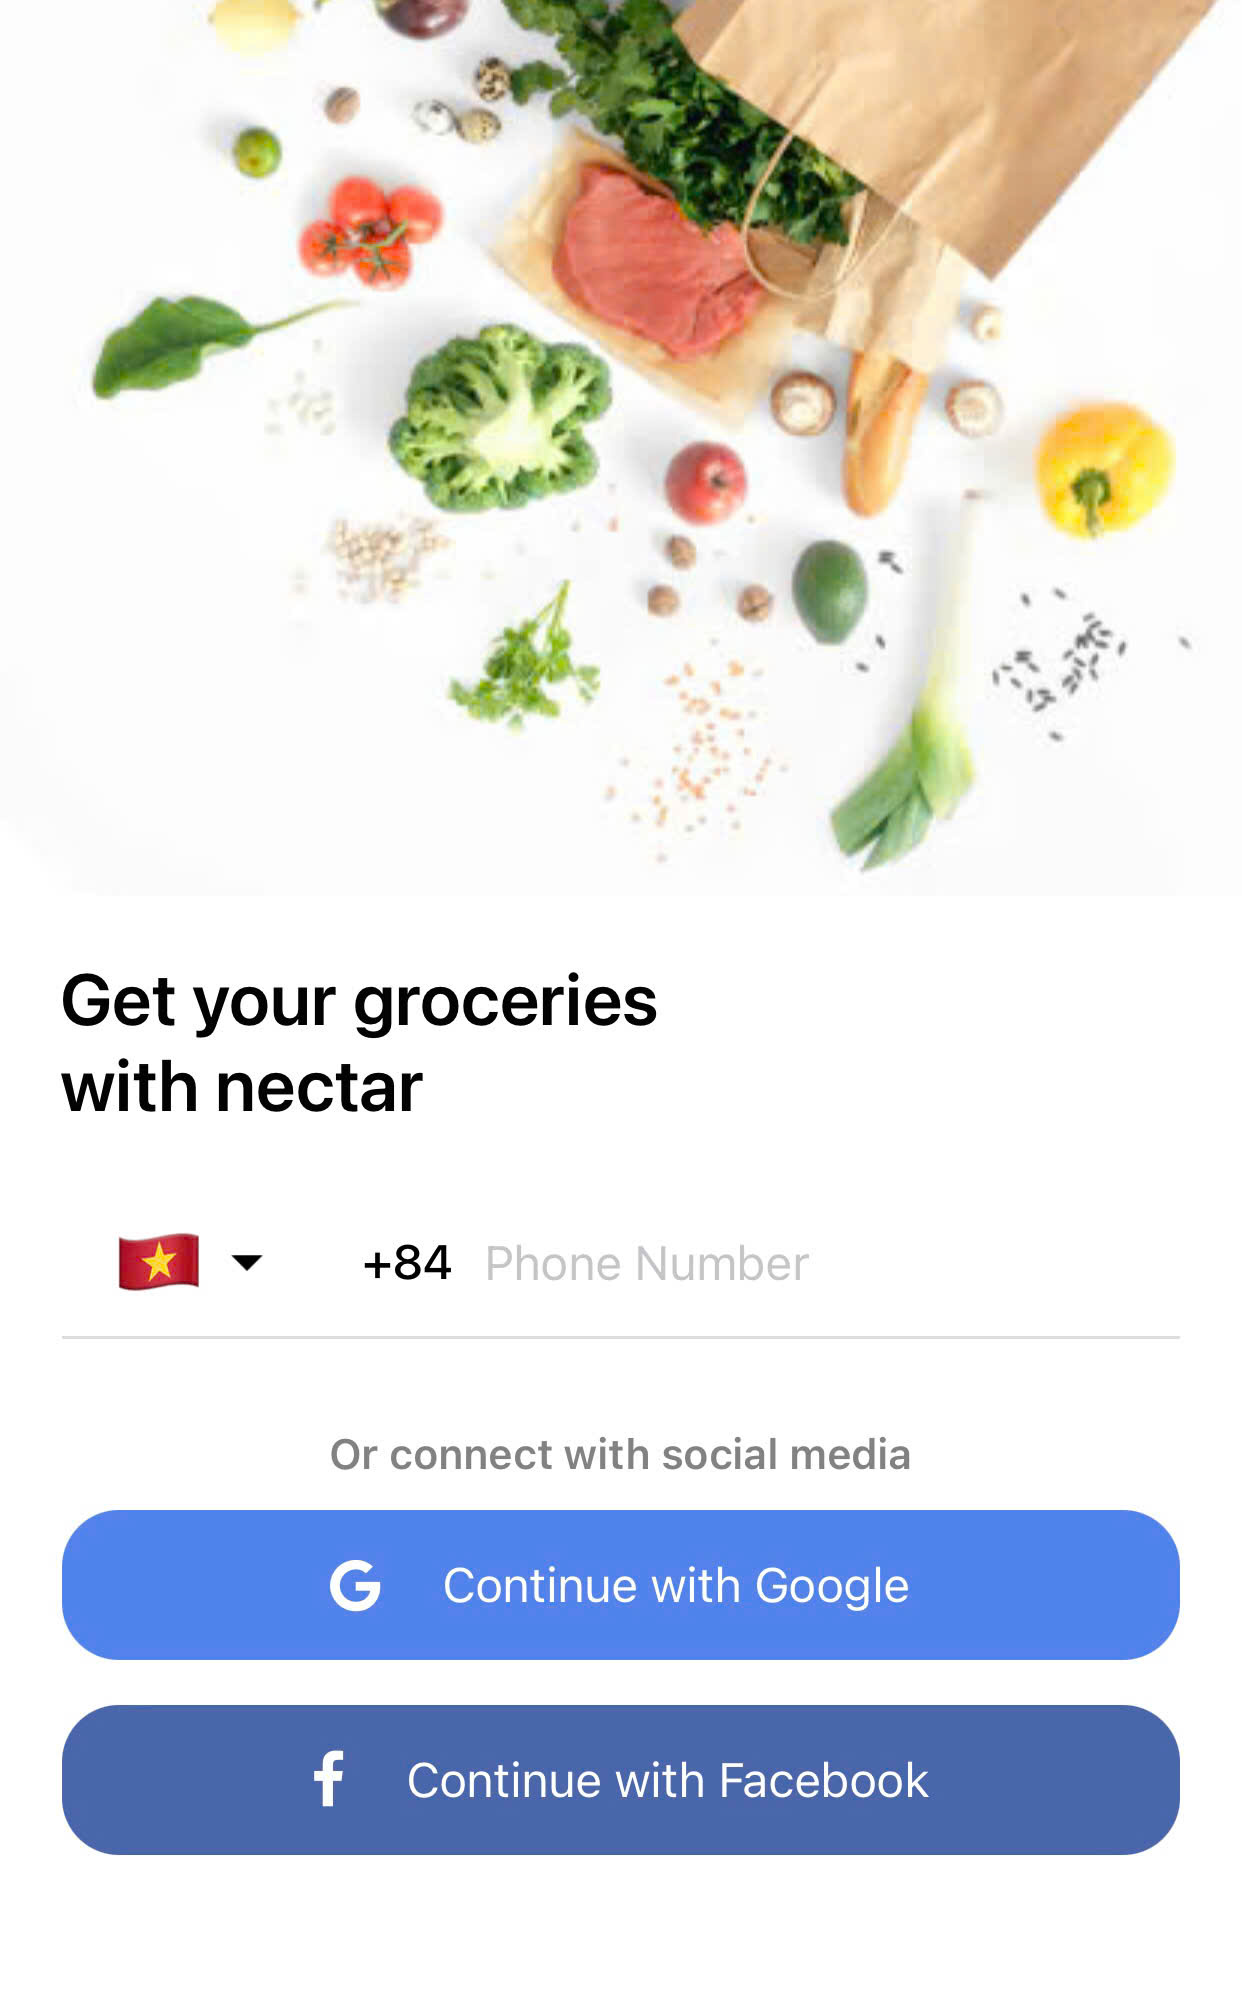 Get your groceries
with nectar
+84 Phone Number
Or connect with social media
G Continue with Google
f Continue with Facebook